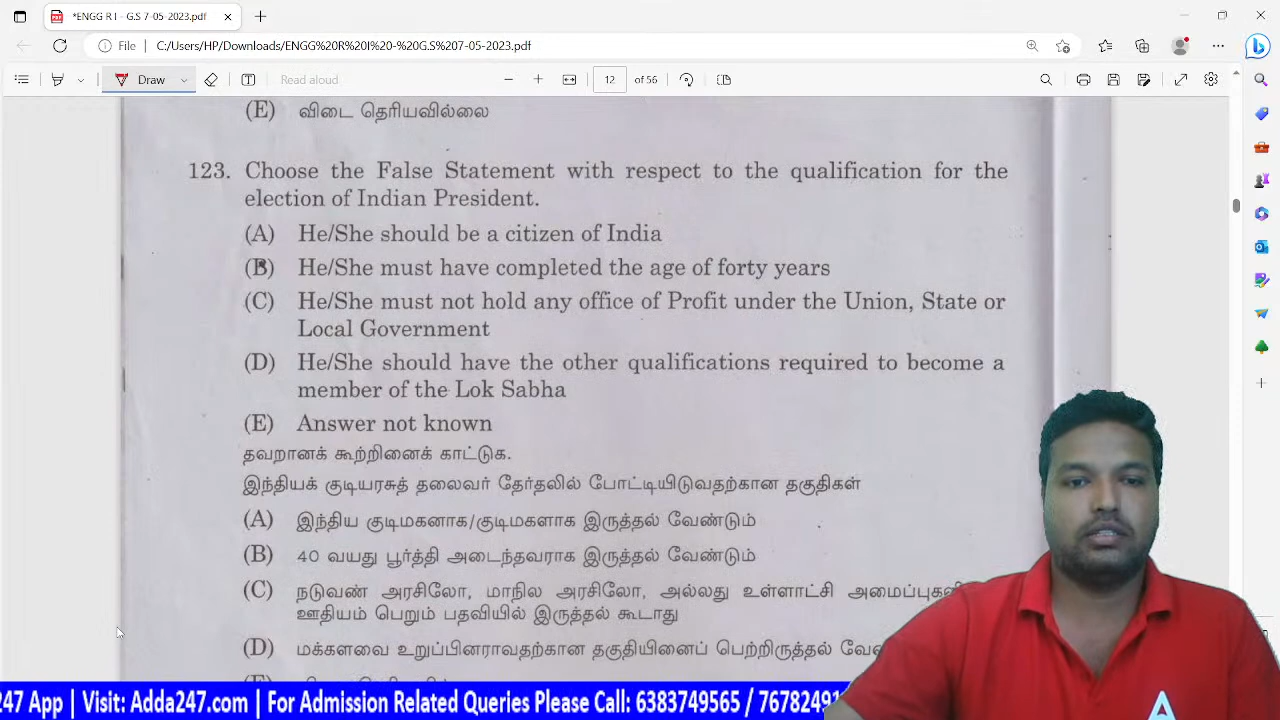 *ENGG R I - G.S 7-05-2023.pdf
File C:/Users/HP/Downloads/ENGG%20R%20I%20-%20G.S%207-05-2023.pdf
Draw Read aloud 12 of 56
(E) விடை தெரியவில்லை
123. Choose the False Statement with respect to the qualification for the
election of Indian President.
(A) He/She should be a citizen of India
(B) He/She must have completed the age of forty years
(C) He/She must not hold any office of Profit under the Union, State or
Local Government
(D) He/She should have the other qualifications required to become a
member of the Lok Sabha
(E) Answer not known
தவறானக் கூற்றினைக் காட்டுக.
இந்தியக் குடியரசுத் தலைவர் தேர்தலில் போட்டியிடுவதற்கான தகுதிகள்
(A) இந்திய குடிமகனாக/குடிமகளாக இருத்தல் வேண்டும்
(B) 40 வயது பூர்த்தி அடைந்தவராக இருத்தல் வேண்டும்
(C) நடுவண் அரசிலோ, மாநில அரசிலோ, அல்லது உள்ளாட்சி
ஊதியம் பெறும் பதவியில் இருத்தல் கூடாது
(D) மக்களவை உறுப்பினராவதற்கான தகுதியினைப் பெற்றிருத்தல்
247 App | Visit: Adda247.com | For Admission Related Queries Please Call: 6383749565 /